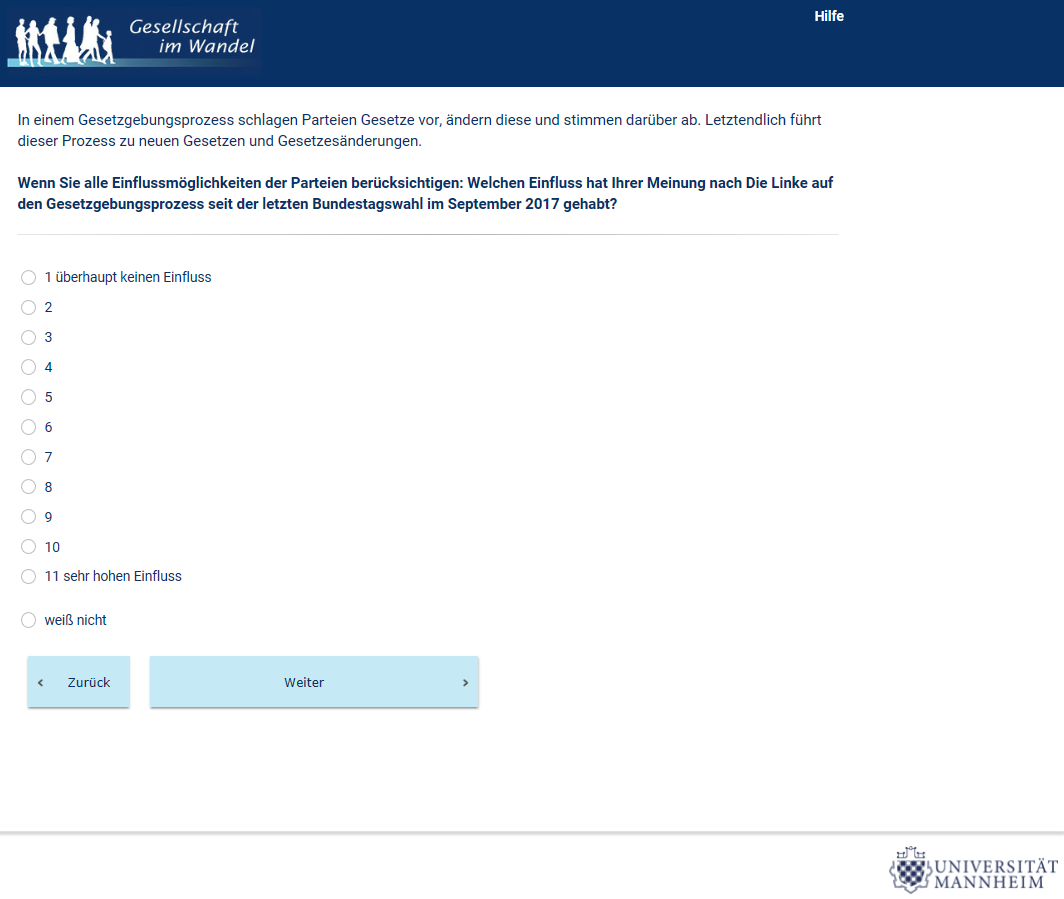 Gesellschaft
im Wandel
Hilfe
In einem Gesetzgebungsprozess schlagen Parteien Gesetze vor, ändern diese und stimmen darüber ab. Letztendlich führt
dieser Prozess zu neuen Gesetzen und Gesetzesänderungen.
Wenn Sie alle Einflussmöglichkeiten der Parteien berücksichtigen: Welchen Einfluss hat Ihrer Meinung nach Die Linke auf
den Gesetzgebungsprozess seit der letzten Bundestagswahl im September 2017 gehabt?
1 überhaupt keinen Einfluss
2
3
4
5
6
7
8
9
10
11 sehr hohen Einfluss
weiß nicht
‹ Zurück
Weiter ›
UNIVERSITÄT
MANNHEIM